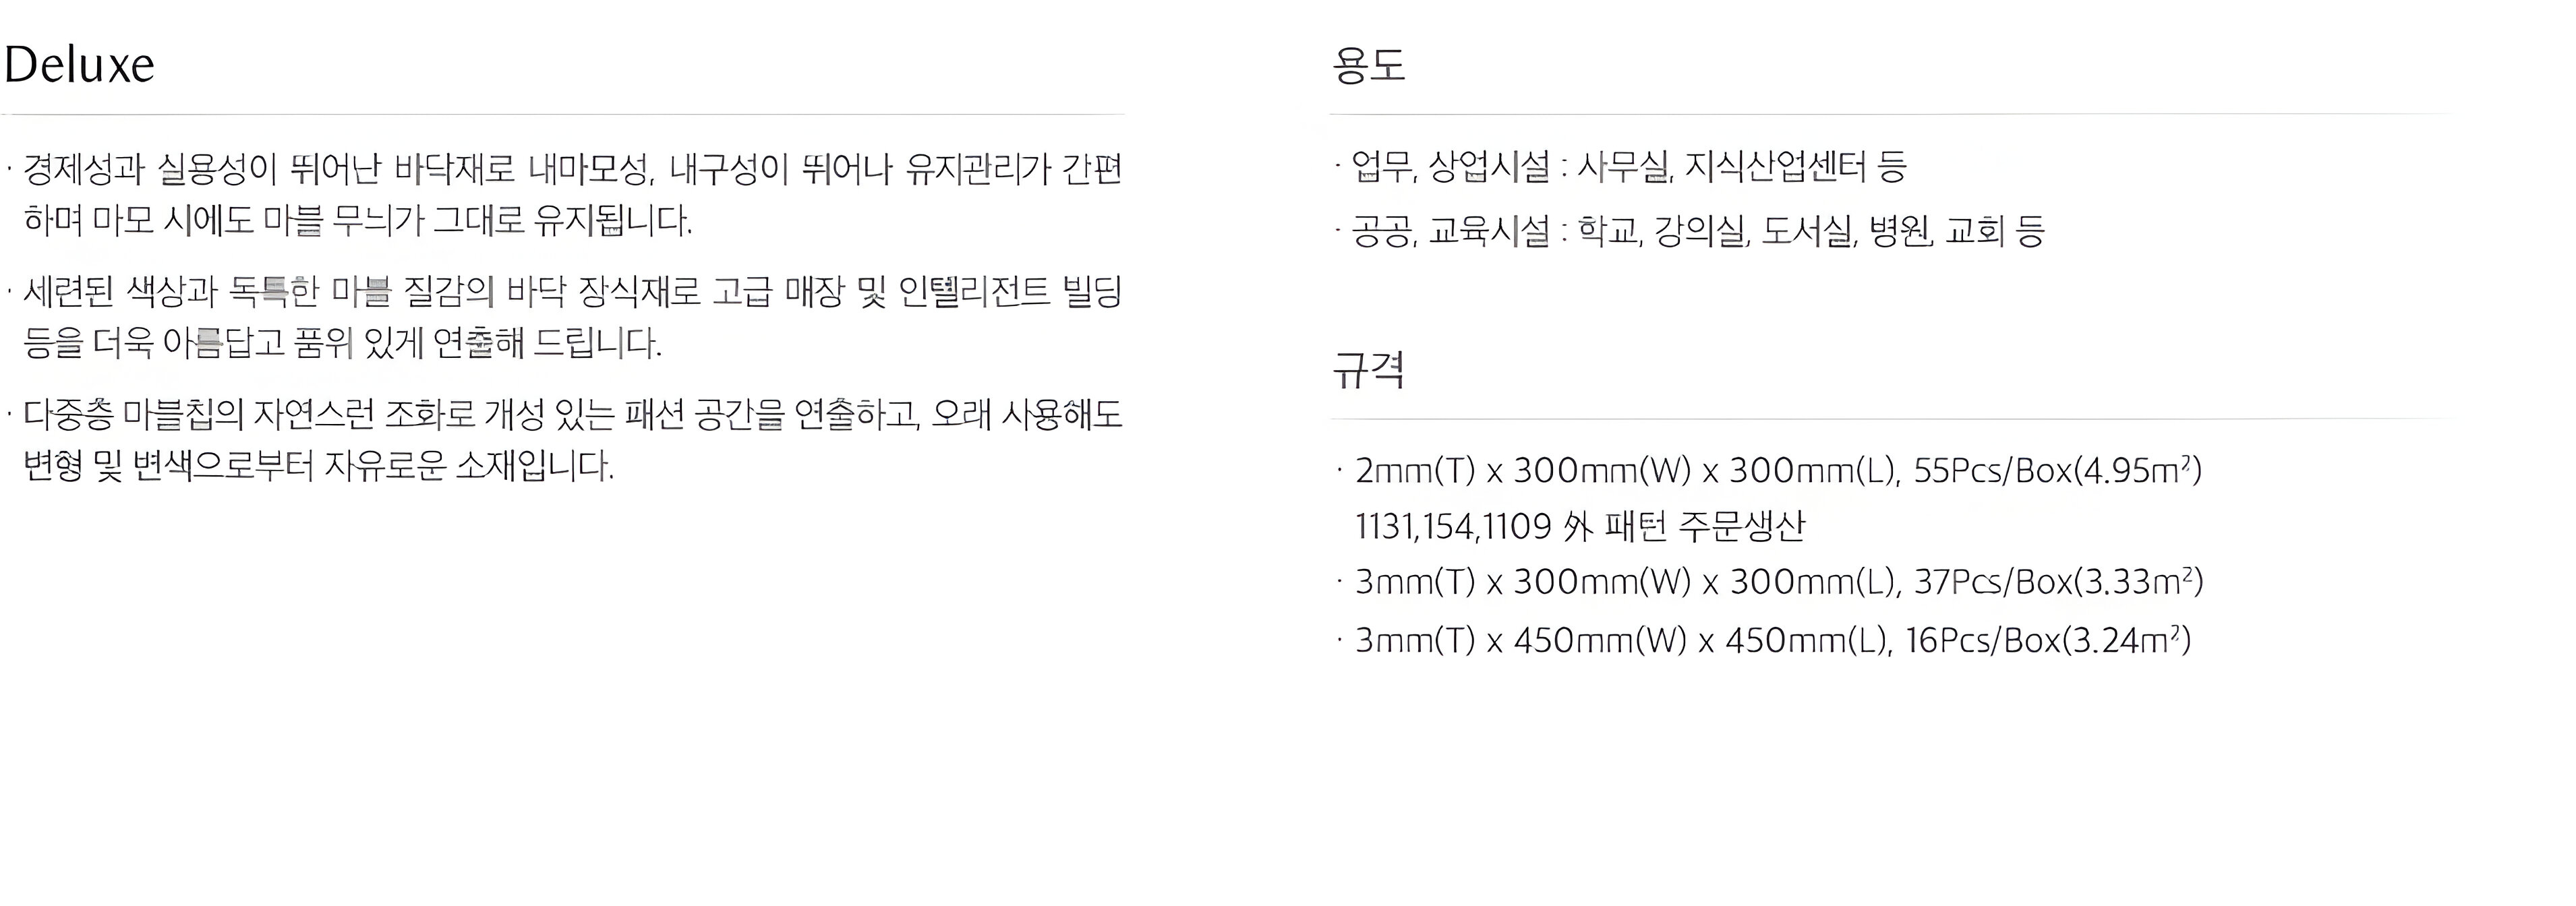 Deluxe
· 경제성과 실용성이 뛰어난 바닥재로 내마모성, 내구성이 뛰어나 유지관리가 간편
하며 마모 시에도 마블 무늬가 그대로 유지됩니다.
· 세련된 색상과 독특한 마블 질감의 바닥 장식재로 고급 매장 및 인텔리전트 빌딩
등을 더욱 아름답고 품위 있게 연출해 드립니다.
· 다중층 마블칩의 자연스런 조화로 개성 있는 패션 공간을 연출하고, 오래 사용해도
변형 및 변색으로부터 자유로운 소재입니다.
용도
· 업무, 상업시설 : 사무실, 지식산업센터 등
· 공공, 교육시설 : 학교, 강의실, 도서실, 병원, 교회 등
규격
· 2mm(T) x 300mm(W) x 300mm(L), 55Pcs/Box(4.95m²)
1131,154,1109 外 패턴 주문생산
· 3mm(T) x 300mm(W) x 300mm(L), 37Pcs/Box(3.33m²)
· 3mm(T) x 450mm(W) x 450mm(L), 16Pcs/Box(3.24m²)